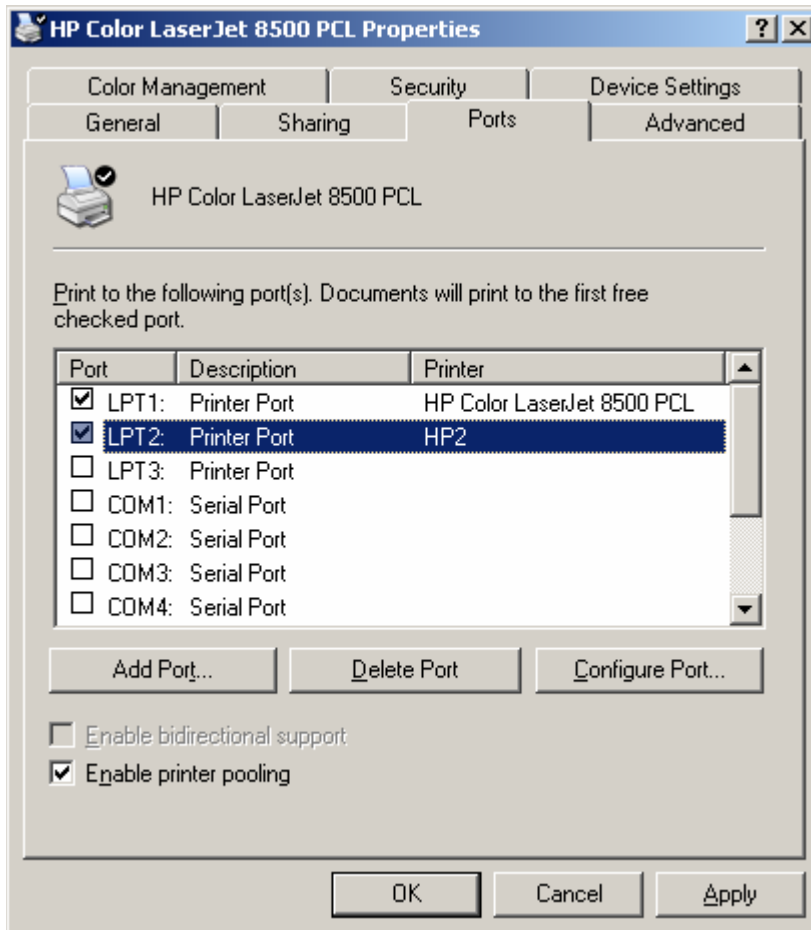 HP Color LaserJet 8500 PCL Properties
Color Management Security Device Settings
General Sharing Ports Advanced
HP Color LaserJet 8500 PCL
Print to the following port(s). Documents will print to the first free
checked port.
Port Description Printer
LPT1: Printer Port HP Color LaserJet 8500 PCL
LPT2: Printer Port HP2
LPT3: Printer Port
COM1: Serial Port
COM2: Serial Port
COM3: Serial Port
COM4: Serial Port
Add Port... Delete Port Configure Port...
Enable bidirectional support
Enable printer pooling
OK Cancel Apply